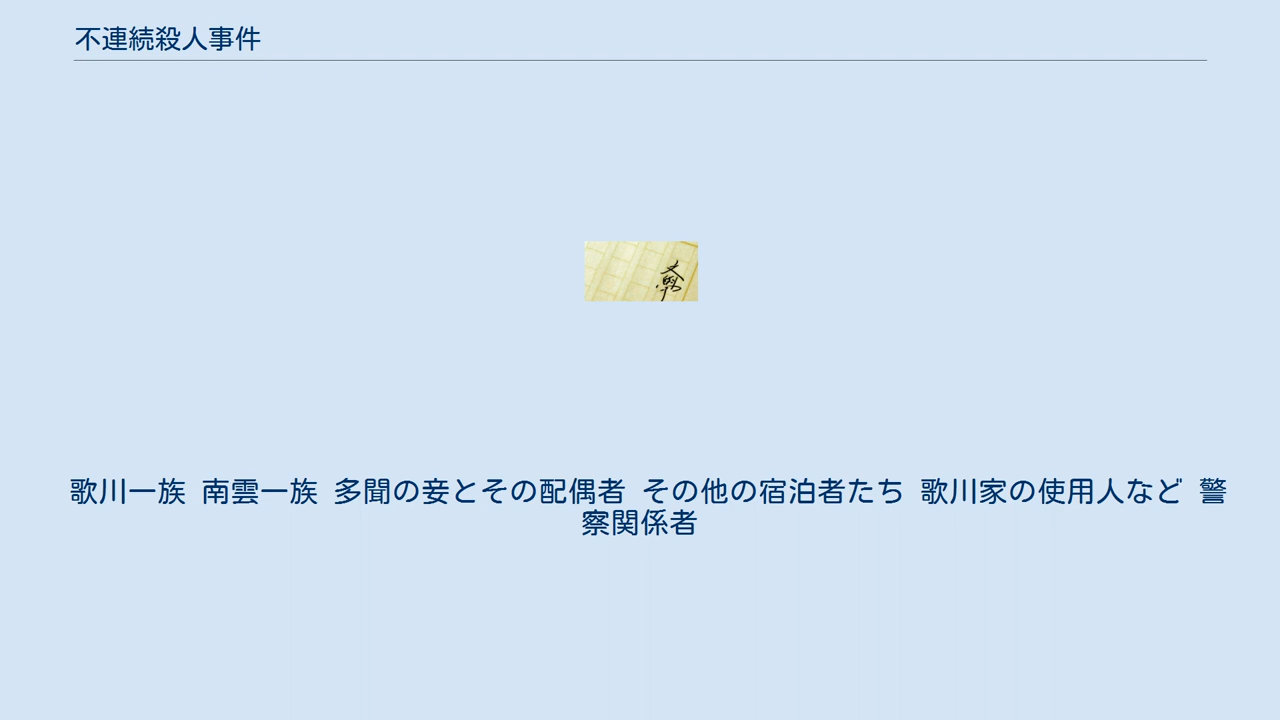 不連続殺人事件
歌川一族 南雲一族 多聞の妾とその配偶者 その他の宿泊者たち 歌川家の使用人など 警
察関係者